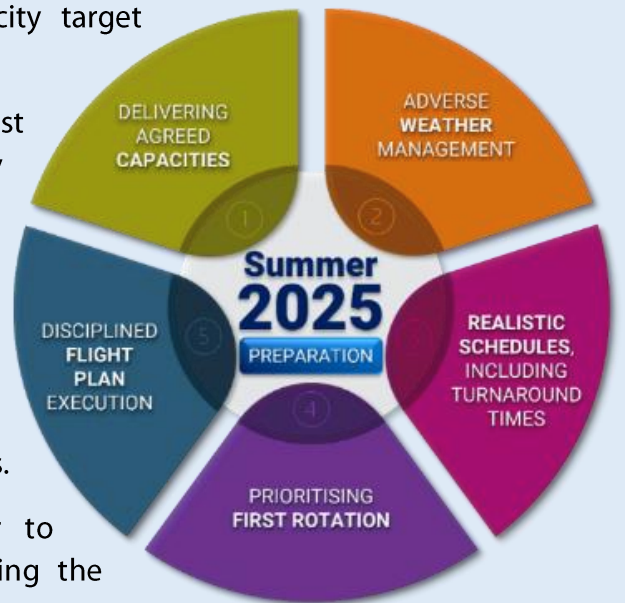 city target
st
DELIVERING
AGREED
CAPACITIES
1
ADVERSE
WEATHER
MANAGEMENT
2
Summer
2025
PREPARATION
REALISTIC
SCHEDULES,
INCLUDING
TURNAROUND
TIMES
3
PRIORITISING
FIRST ROTATION
4
DISCIPLINED
FLIGHT
PLAN
EXECUTION
5
s.
to
ing the